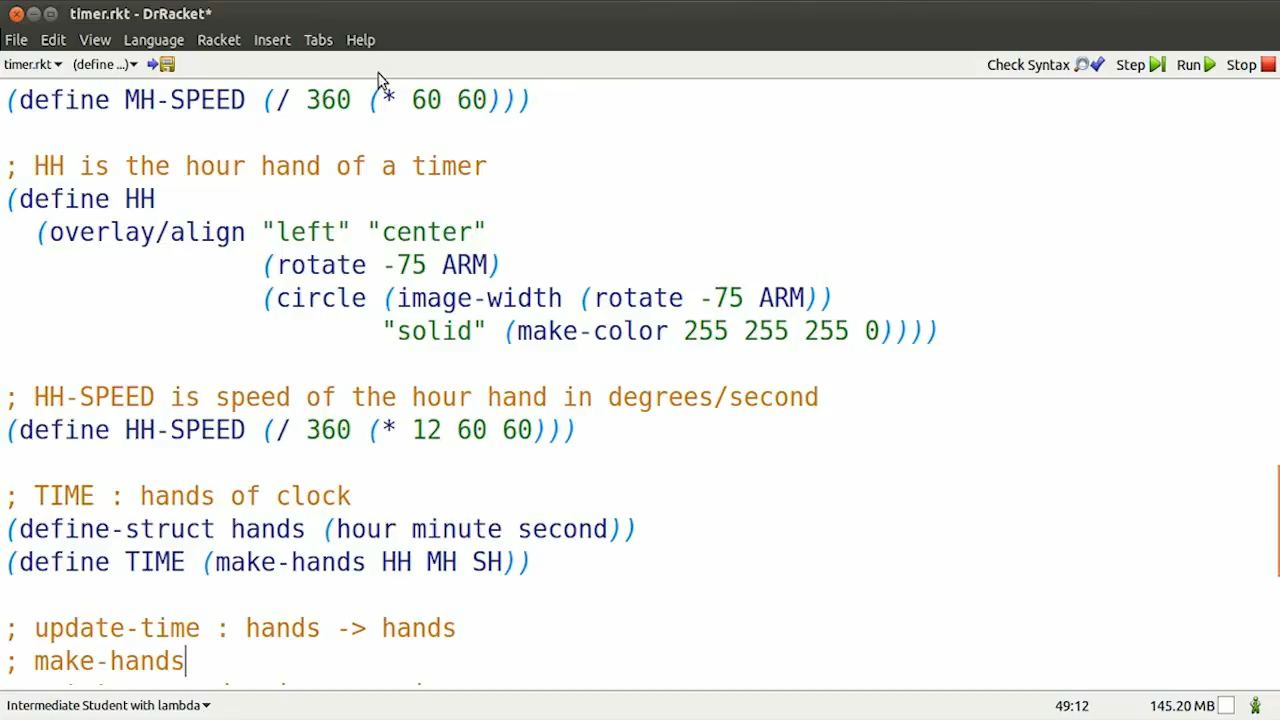 timer.rkt - DrRacket*
File Edit View Language Racket Insert Tabs Help
timer.rkt (define ...) Check Syntax Step Run Stop
(define MH-SPEED (/ 360 (* 60 60)))
; HH is the hour hand of a timer
(define HH
(overlay/align "left" "center"
(rotate -75 ARM)
(circle (image-width (rotate -75 ARM))
"solid" (make-color 255 255 255 0))))
; HH-SPEED is speed of the hour hand in degrees/second
(define HH-SPEED (/ 360 (* 12 60 60)))
; TIME : hands of clock
(define-struct hands (hour minute second))
(define TIME (make-hands HH MH SH))
; update-time : hands -> hands
; make-hands
Intermediate Student with lambda 49:12 145.20 MB